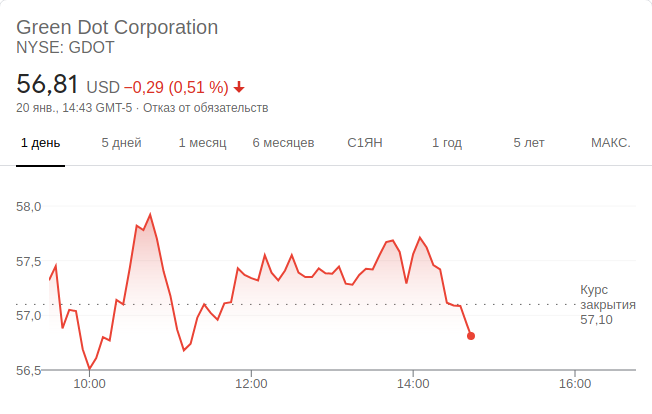 Green Dot Corporation
NYSE: GDOT
56,81 USD −0,29 (0,51 %)
20 янв., 14:43 GMT-5 · Отказ от обязательств
1 день 5 дней 1 месяц 6 месяцев С1ЯН 1 год 5 лет МАКС.
58,0
57,5
57,0
56,5
Курс
закрытия
57,10
10:00 12:00 14:00 16:00